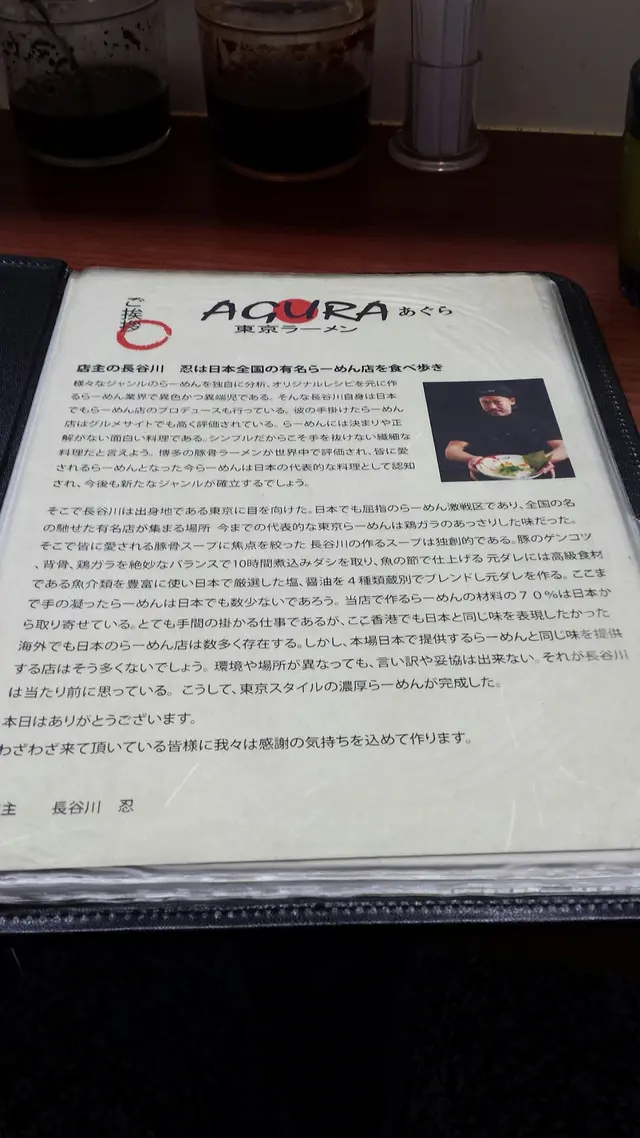 ご挨拶
AGURA あぐら
東京ラーメン
店主の長谷川　忍は日本全国の有名らーめん店を食べ歩き
様々なジャンルのらーめんを独自に分析、オリジナルレシピを元に作
るらーめん業界で異色かつ異端児である。そんな長谷川自身は日本
でもらーめん店のプロデュースも行っている。彼の手掛けたらーめん
店はグルメサイトでも高く評価されている。らーめんには決まりや正
解がない面白い料理である。シンプルだからこそ手を抜けない繊細な
料理だと言えよう。博多の豚骨ラーメンが世界中で評価され、皆に愛
されるらーめんとなった今らーめんは日本の代表的な料理として認知
され、今後も新たなジャンルが確立するでしょう。
そこで長谷川は出身地である東京に目を向けた。日本でも屈指のらーめん激戦区であり、全国の名
の馳せた有名店が集まる場所 今までの代表的な東京らーめんは鶏ガラのあっさりした味だった。
そこで皆に愛される豚骨スープに焦点を絞った 長谷川の作るスープは独創的である。豚のゲンコツ
、背骨、鶏ガラを絶妙なバランスで10時間煮込みダシを取り、魚の節で仕上げる 元ダレには高級食材
である魚介類を豊富に使い日本で厳選した塩、醤油を４種類蔵別でブレンドし元ダレを作る。ここま
で手の凝ったらーめんは日本でも数少ないであろう。当店で作るらーめんの材料の７０％は日本か
ら取り寄せている。とても手間の掛かる仕事であるが、ここ香港でも日本と同じ味を表現したかった
海外でも日本のらーめん店は数多く存在する。しかし、本場日本で提供するらーめんと同じ味を提供
する店はそう多くないでしょう。環境や場所が異なっても、言い訳や妥協は出来ない。それが長谷川
は当たり前に思っている。こうして、東京スタイルの濃厚らーめんが完成した。
本日はありがとうございます。
わざわざ来て頂いている皆様に我々は感謝の気持ちを込めて作ります。
主　　長谷川　忍